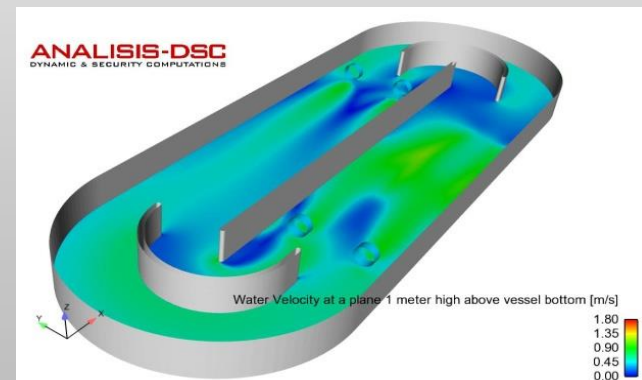 ANALISIS-DSC
DYNAMIC & SECURITY COMPUTATIONS
Water Velocity at a plane 1 meter high above vessel bottom [m/s]
1.80
1.35
0.90
0.45
0.00
Y
Z
X